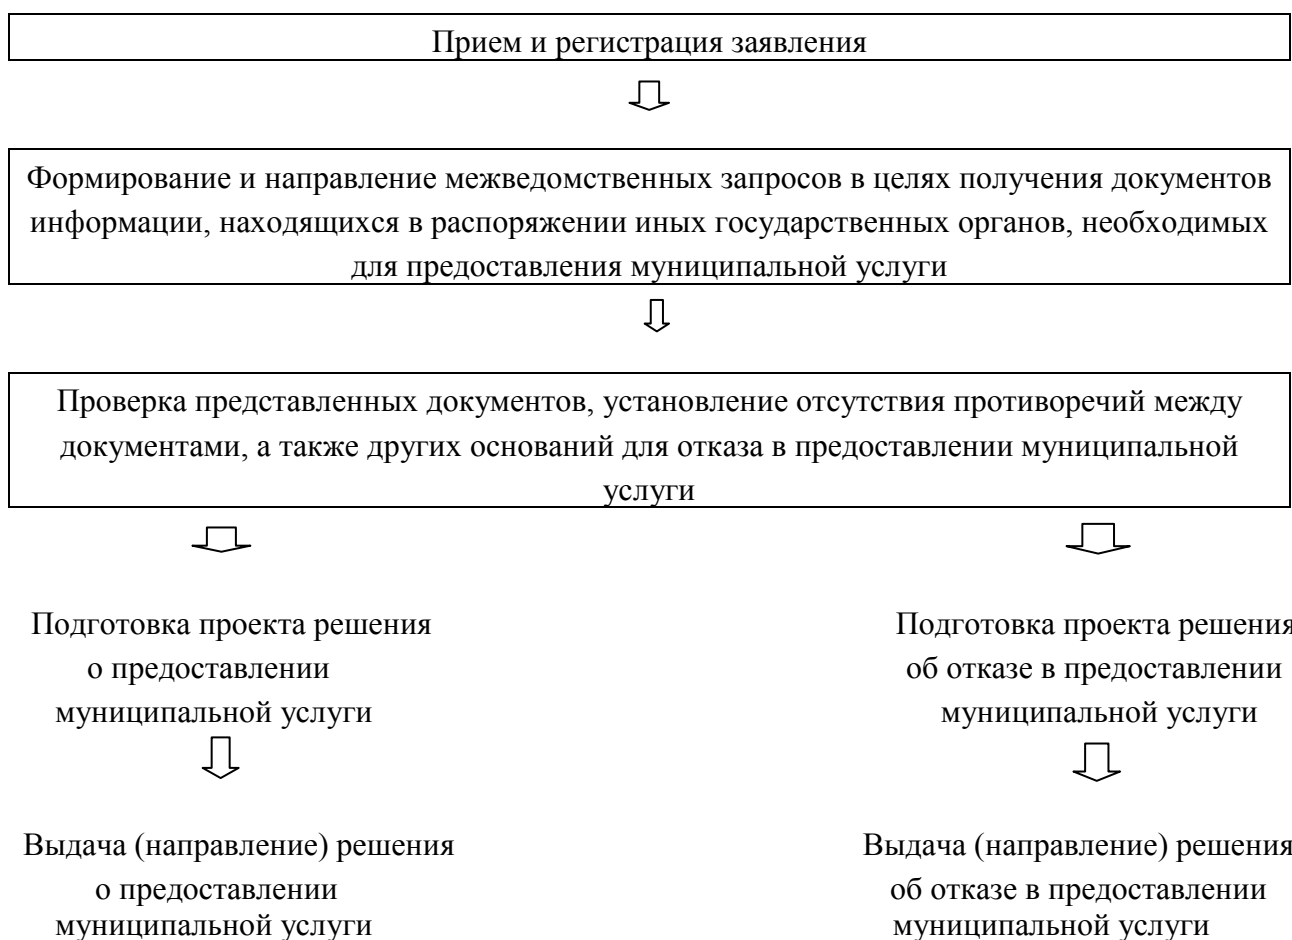 Прием и регистрация заявления
Формирование и направление межведомственных запросов в целях получения документов
информации, находящихся в распоряжении иных государственных органов, необходимых
для предоставления муниципальной услуги
Проверка представленных документов, установление отсутствия противоречий между
документами, а также других оснований для отказа в предоставлении муниципальной
услуги
Подготовка проекта решения
о предоставлении
муниципальной услуги
Подготовка проекта решения
об отказе в предоставлении
муниципальной услуги
Выдача (направление) решения
о предоставлении
муниципальной услуги
Выдача (направление) решения
об отказе в предоставлении
муниципальной услуги